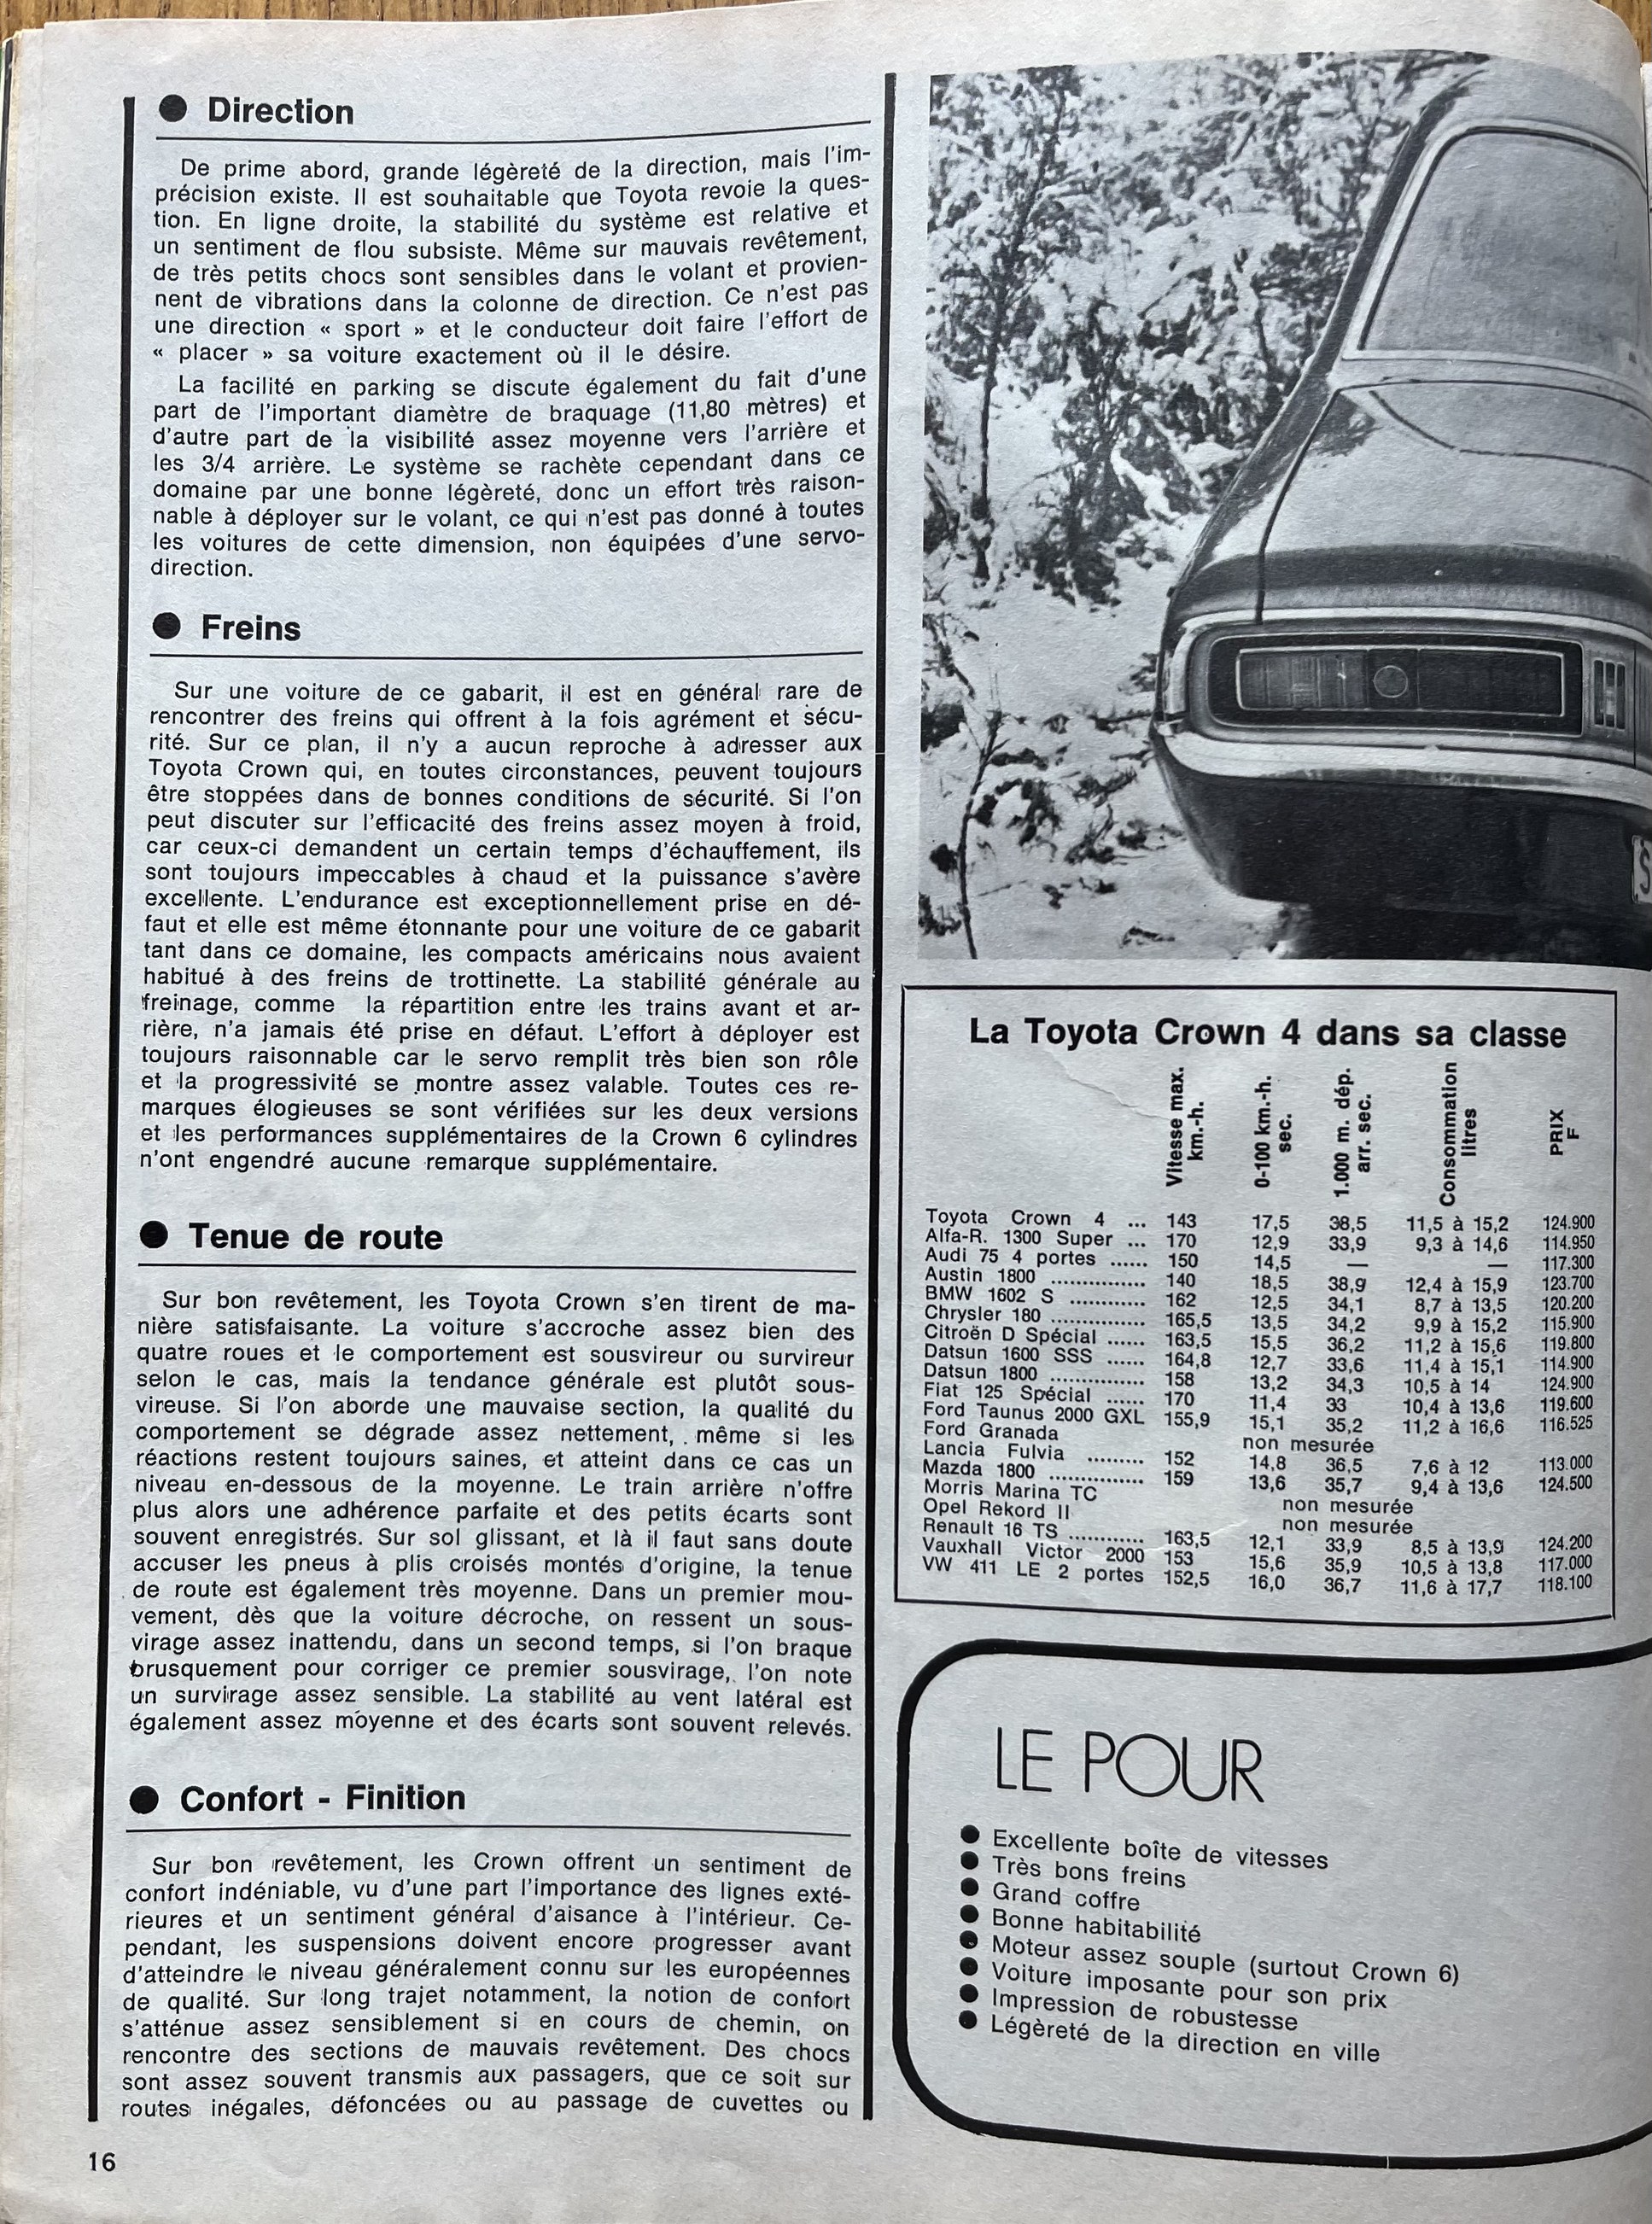 ● Direction
De prime abord, grande légèreté de la direction, mais l'im-
précision existe. Il est souhaitable que Toyota revoie la ques-
tion. En ligne droite, la stabilité du système est relative et
un sentiment de flou subsiste. Même sur mauvais revêtement,
de très petits chocs sont sensibles dans le volant et provien-
nent de vibrations dans la colonne de direction. Ce n'est pas
une direction « sport » et le conducteur doit faire l'effort de
« placer » sa voiture exactement où il le désire.
La facilité en parking se discute également du fait d'une
part de l'important diamètre de braquage (11,80 mètres) et
d'autre part de la visibilité assez moyenne vers l'arrière et
les 3/4 arrière. Le système se rachète cependant dans ce
domaine par une bonne légèreté, donc un effort très raison-
nable à déployer sur le volant, ce qui n'est pas donné à toutes
les voitures de cette dimension, non équipées d'une servo-
direction.
● Freins
Sur une voiture de ce gabarit, il est en général rare de
rencontrer des freins qui offrent à la fois agrément et sécu-
rité. Sur ce plan, il n'y a aucun reproche à adresser aux
Toyota Crown qui, en toutes circonstances, peuvent toujours
être stoppées dans de bonnes conditions de sécurité. Si l'on
peut discuter sur l'efficacité des freins assez moyen à froid,
car ceux-ci demandent un certain temps d'échauffement, ils
sont toujours impeccables à chaud et la puissance s'avère
excellente. L'endurance est exceptionnellement prise en dé-
faut et elle est même étonnante pour une voiture de ce gabarit
tant dans ce domaine, les compacts américains nous avaient
habitué à des freins de trottinette. La stabilité générale au
freinage, comme la répartition entre les trains avant et ar-
rière, n'a jamais été prise en défaut. L'effort à déployer est
toujours raisonnable car le servo remplit très bien son rôle
et la progressivité se montre assez valable. Toutes ces re-
marques élogieuses se sont vérifiées sur les deux versions
et les performances supplémentaires de la Crown 6 cylindres
n'ont engendré aucune remarque supplémentaire.
● Tenue de route
Sur bon revêtement, les Toyota Crown s'en tirent de ma-
nière satisfaisante. La voiture s'accroche assez bien des
quatre roues et le comportement est sousvireur ou survireur
selon le cas, mais la tendance générale est plutôt sous-
vireuse. Si l'on aborde une mauvaise section, la qualité du
comportement se dégrade assez nettement, même si les
réactions restent toujours saines, et atteint dans ce cas un
niveau en-dessous de la moyenne. Le train arrière n'offre
plus alors une adhérence parfaite et des petits écarts sont
souvent enregistrés. Sur sol glissant, et là il faut sans doute
accuser les pneus à plis croisés montés d'origine, la tenue
de route est également très moyenne. Dans un premier mou-
vement, dès que la voiture décroche, on ressent un sous-
virage assez inattendu, dans un second temps, si l'on braque
brusquement pour corriger ce premier sousvirage, l'on note
un survirage assez sensible. La stabilité au vent latéral est
également assez moyenne et des écarts sont souvent relevés.
● Confort - Finition
Sur bon revêtement, les Crown offrent un sentiment de
confort indéniable, vu d'une part l'importance des lignes exté-
rieures et un sentiment général d'aisance à l'intérieur. Ce-
pendant, les suspensions doivent encore progresser avant
d'atteindre le niveau généralement connu sur les européennes
de qualité. Sur long trajet notamment, la notion de confort
s'atténue assez sensiblement si en cours de chemin, on
rencontre des sections de mauvais revêtement. Des chocs
sont assez souvent transmis aux passagers, que ce soit sur
routes inégales, défoncées ou au passage de cuvettes ou
16
S
La Toyota Crown 4 dans sa classe
Vitesse max. km.-h. 0-100 km.-h. sec. 1.000 m. dép. arr. sec. Consommation litres PRIX F
Toyota Crown 4 ... 143 17,5 38,5 11,5 à 15,2 124.900
Alfa-R. 1300 Super ... 170 12,9 33,9 9,3 à 14,6 114.950
Audi 75 4 portes ...... 150 14,5 — — 117.300
Austin 1800 ............... 140 18,5 38,9 12,4 à 15,9 123.700
BMW 1602 S ............ 162 12,5 34,1 8,7 à 13,5 120.200
Chrysler 180 ............... 165,5 13,5 34,2 9,9 à 15,2 115.900
Citroën D Spécial ...... 163,5 15,5 36,2 11,2 à 15,6 119.800
Datsun 1600 SSS ...... 164,8 12,7 33,6 11,4 à 15,1 114.900
Datsun 1800 ............... 158 13,2 34,3 10,5 à 14 124.900
Fiat 125 Spécial ...... 170 11,4 33 10,4 à 13,6 119.600
Ford Taunus 2000 GXL 155,9 15,1 35,2 11,2 à 16,6 116.525
Ford Granada non mesurée
Lancia Fulvia ......... 152 14,8 36,5 7,6 à 12 113.000
Mazda 1800 ............... 159 13,6 35,7 9,4 à 13,6 124.500
Morris Marina TC non mesurée
Opel Rekord II non mesurée
Renault 16 TS ............ 163,5 12,1 33,9 8,5 à 13,9 124.200
Vauxhall Victor 2000 153 15,6 35,9 10,5 à 13,8 117.000
VW 411 LE 2 portes 152,5 16,0 36,7 11,6 à 17,7 118.100
LE POUR
● Excellente boîte de vitesses
● Très bons freins
● Grand coffre
● Bonne habitabilité
● Moteur assez souple (surtout Crown 6)
● Voiture imposante pour son prix
● Impression de robustesse
● Légèreté de la direction en ville